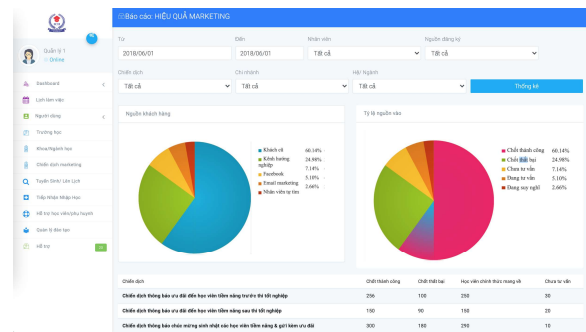 Báo cáo: HIỆU QUẢ MARKETING
Quản lý 1
Online
Dashboard
Lịch làm việc
Người dùng
Trường học
Khoa/Ngành học
Chiến dịch marketing
Tuyển Sinh/ Lên Lịch
Tiếp Nhận Nhập Học
Hỗ trợ học viên/phụ huynh
Quản lý đào tạo
Hỗ trợ
Từ
Đến
Nhân viên
Nguồn đăng ký
2018/06/01
2018/06/01
Tất cả
Tất cả
Chiến dịch
Chi nhánh
Hệ/ Ngành
Tất cả
Tất cả
Tất cả
Thống kê
Nguồn khách hàng
Khách cũ 60.14%
Kênh hướng nghiệp 24.98%
Facebook 7.14%
Email marketing 5.10%
Nhân viên tự tìm 2.66%
Tỷ lệ nguồn vào
Chốt thành công 60.14%
Chốt thất bại 24.98%
Chưa tư vấn 7.14%
Đang tư vấn 5.10%
Đang suy nghĩ 2.66%
Chiến dịch Chốt thành công Chốt thất bại Học viên chính thức mang về Chưa tư vấn
Chiến dịch thông báo ưu đãi đến học viên tiềm năng trước thi tốt nghiệp 256 100 250 30
Chiến dịch thông báo ưu đãi đến học viên tiềm năng sau thi tốt nghiệp 150 90 150 20
Chiến dịch thông báo chúc mừng sinh nhật các học viên tiềm năng & gửi kèm ưu đãi 300 180 290 10